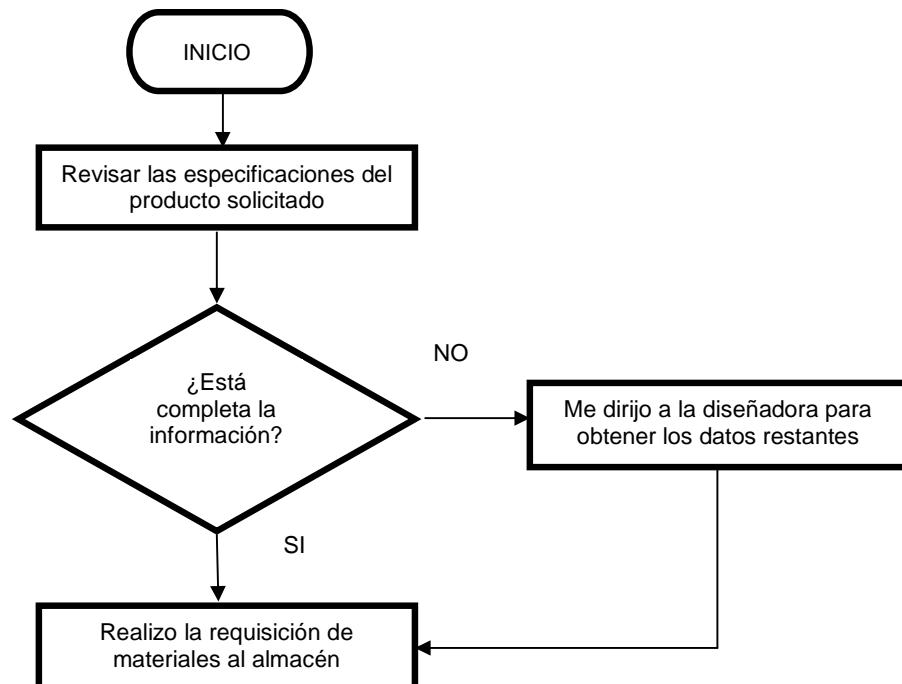 INICIO
Revisar las especificaciones del
producto solicitado
¿Está
completa la
información?
NO
Me dirijo a la diseñadora para
obtener los datos restantes
SI
Realizo la requisición de
materiales al almacén